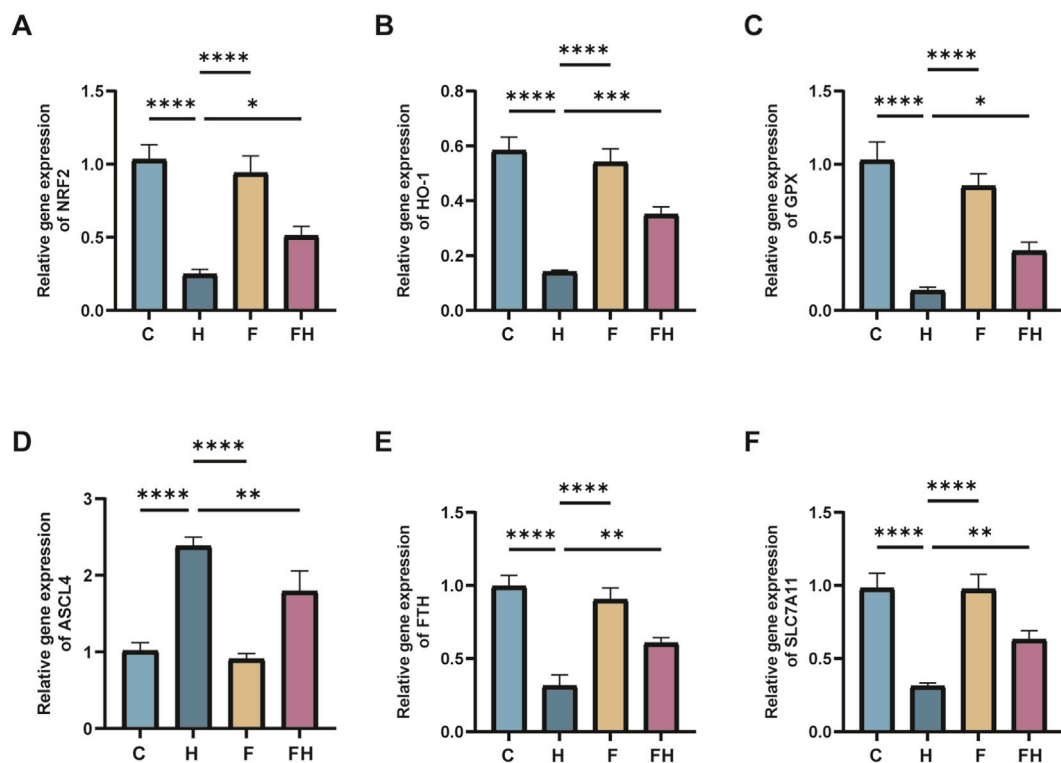 A
****
****
*
1.5
1.0
0.5
0.0
Relative gene expression
of NRF2
C H F FH
B
****
****
***
0.8
0.6
0.4
0.2
0.0
Relative gene expression
of HO-1
C H F FH
C
****
****
*
1.5
1.0
0.5
0.0
Relative gene expression
of GPX
C H F FH
D
****
****
**
3
2
1
0
Relative gene expression
of ASCL4
C H F FH
E
****
****
**
1.5
1.0
0.5
0.0
Relative gene expression
of FTH
C H F FH
F
****
****
**
1.5
1.0
0.5
0.0
Relative gene expression
of SLC7A11
C H F FH